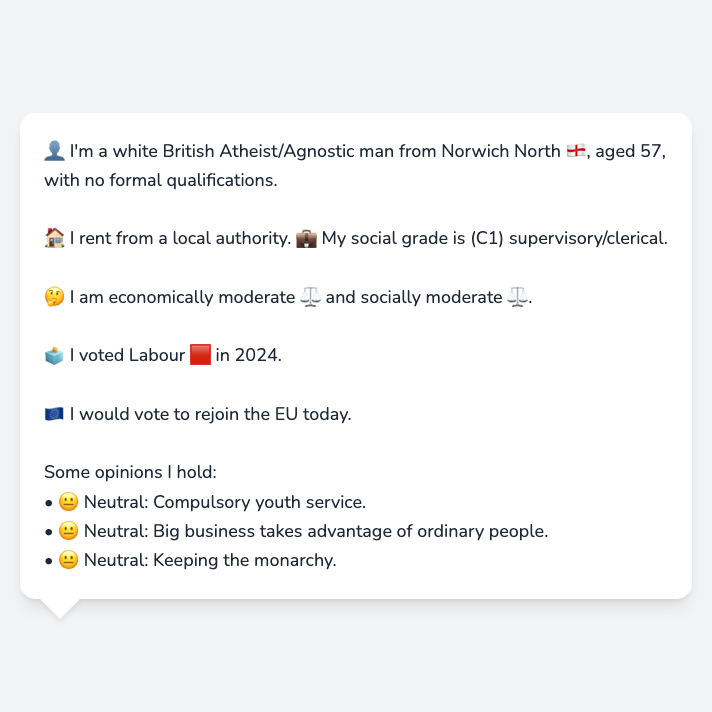 👤 I'm a white British Atheist/Agnostic man from Norwich North 🏴󠁧󠁢󠁥󠁮󠁧󠁿, aged 57,
with no formal qualifications.
🏠 I rent from a local authority. 💼 My social grade is (C1) supervisory/clerical.
🤔 I am economically moderate ⚖️ and socially moderate ⚖️.
🗳️ I voted Labour 🟥 in 2024.
🇪🇺 I would vote to rejoin the EU today.
Some opinions I hold:
• 😐 Neutral: Compulsory youth service.
• 😐 Neutral: Big business takes advantage of ordinary people.
• 😐 Neutral: Keeping the monarchy.